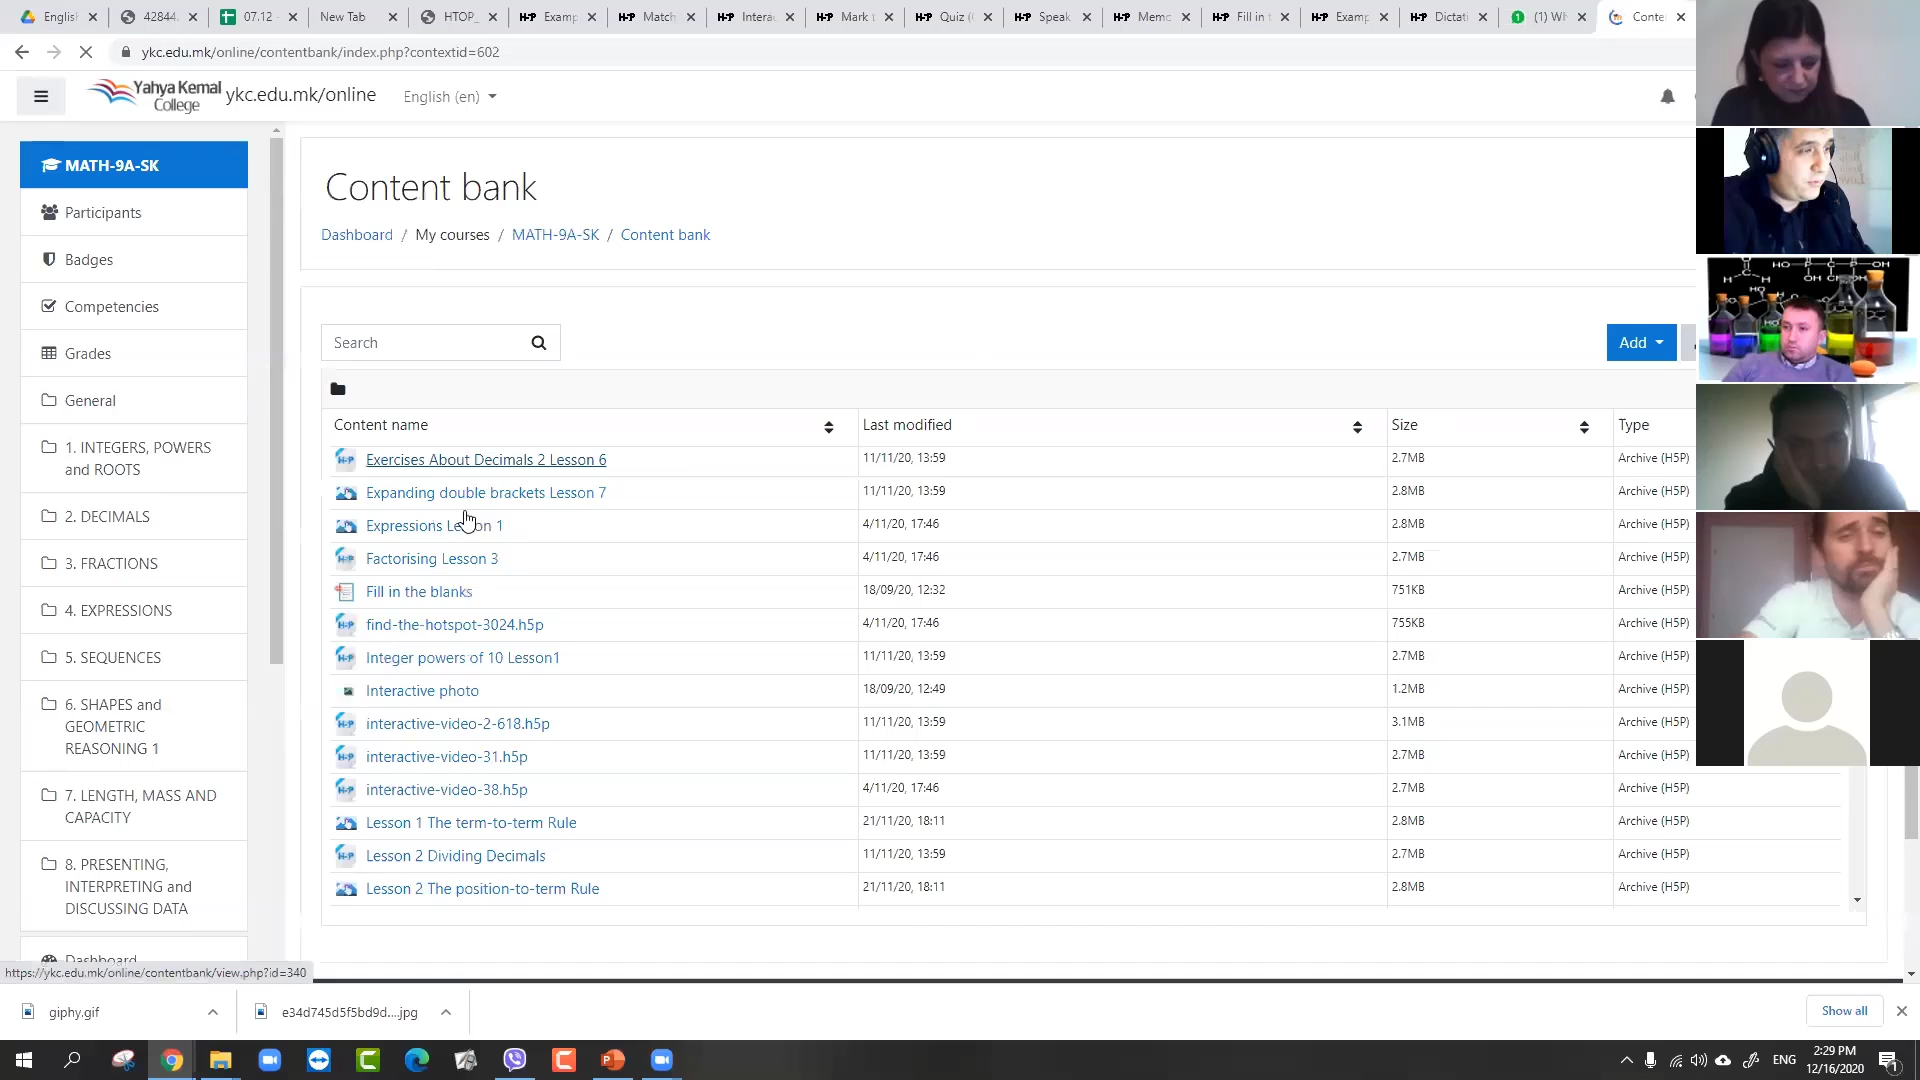 Englisl
42844.
07.12 -
New Tab
HTOP_
H-P Examp
H-P Match
H-P Intera
H-P Mark t
H-P Quiz (
H-P Speak
H-P Memo
H-P Fill in t
H-P Examp
H-P Dictati
(1) Wh
Conte
ykc.edu.mk/online/contentbank/index.php?contextid=602
Yahya Kemal
College
ykc.edu.mk/online
English (en)
MATH-9A-SK
Participants
Badges
Competencies
Grades
General
1. INTEGERS, POWERS
and ROOTS
2. DECIMALS
3. FRACTIONS
4. EXPRESSIONS
5. SEQUENCES
6. SHAPES and
GEOMETRIC
REASONING 1
7. LENGTH, MASS AND
CAPACITY
8. PRESENTING,
INTERPRETING and
DISCUSSING DATA
Dashboard
Content bank
Dashboard / My courses / MATH-9A-SK / Content bank
Search
Add
Content name Last modified Size Type
Exercises About Decimals 2 Lesson 6 11/11/20, 13:59 2.7MB Archive (H5P)
Expanding double brackets Lesson 7 11/11/20, 13:59 2.8MB Archive (H5P)
Expressions Lesson 1 4/11/20, 17:46 2.8MB Archive (H5P)
Factorising Lesson 3 4/11/20, 17:46 2.7MB Archive (H5P)
Fill in the blanks 18/09/20, 12:32 751KB Archive (H5P)
find-the-hotspot-3024.h5p 4/11/20, 17:46 755KB Archive (H5P)
Integer powers of 10 Lesson1 11/11/20, 13:59 2.7MB Archive (H5P)
Interactive photo 18/09/20, 12:49 1.2MB Archive (H5P)
interactive-video-2-618.h5p 11/11/20, 13:59 3.1MB Archive (H5P)
interactive-video-31.h5p 11/11/20, 13:59 2.7MB Archive (H5P)
interactive-video-38.h5p 4/11/20, 17:46 2.7MB Archive (H5P)
Lesson 1 The term-to-term Rule 21/11/20, 18:11 2.8MB Archive (H5P)
Lesson 2 Dividing Decimals 11/11/20, 13:59 2.7MB Archive (H5P)
Lesson 2 The position-to-term Rule 21/11/20, 18:11 2.8MB Archive (H5P)
https://ykc.edu.mk/online/contentbank/view.php?id=340
giphy.gif
e34d745d5f5bd9d....jpg
Show all
ENG
2:29 PM
12/16/2020